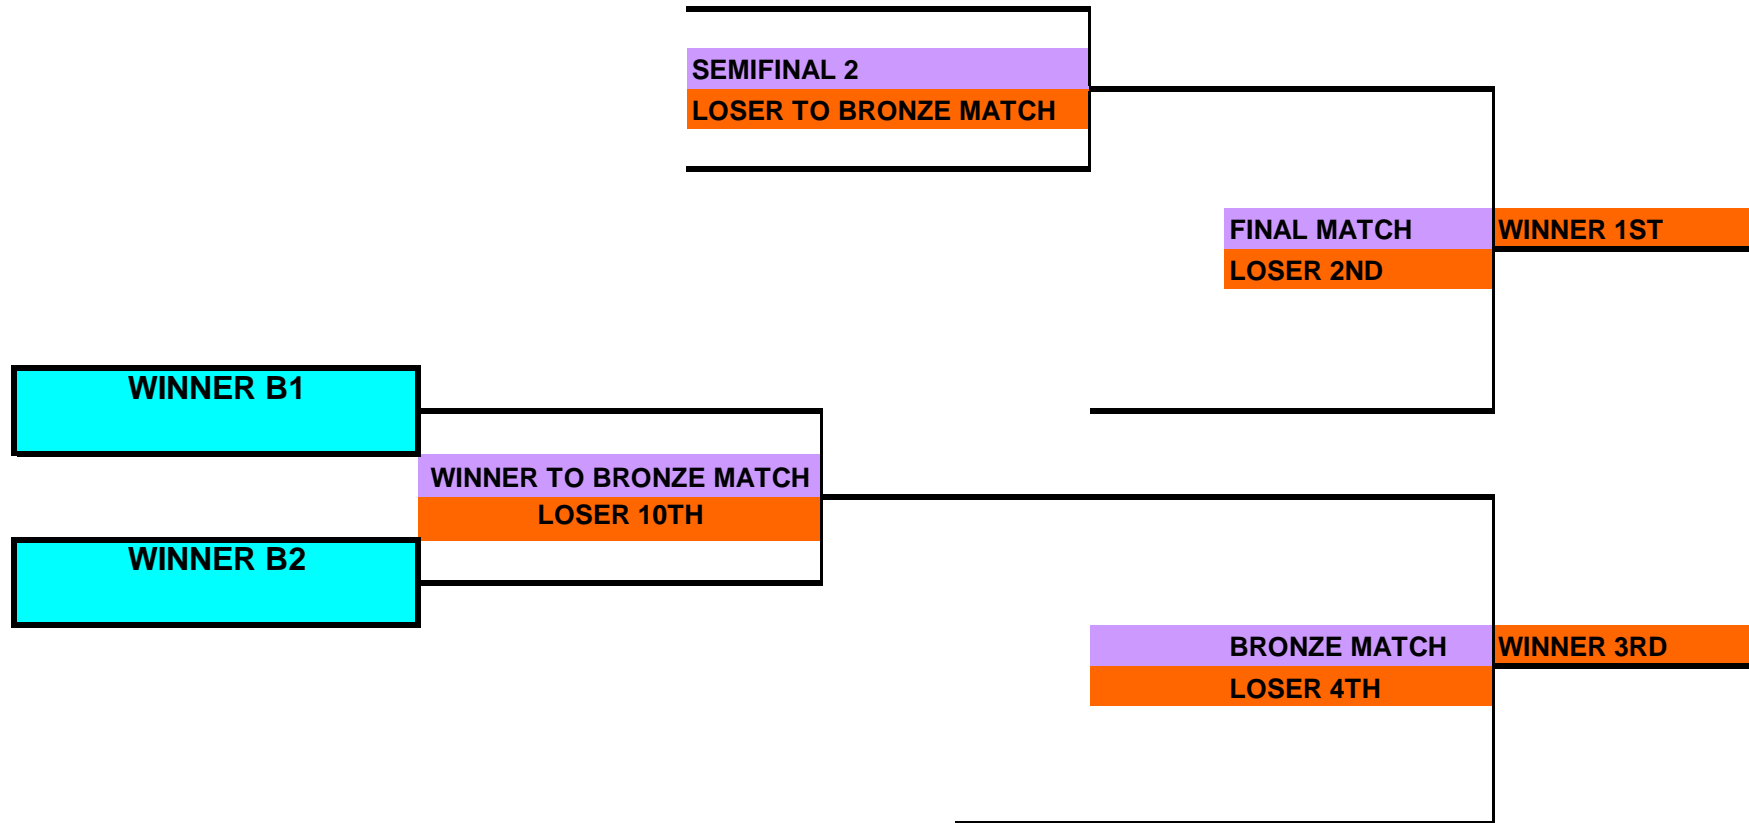 SEMIFINAL 2
LOSER TO BRONZE MATCH
FINAL MATCH
WINNER 1ST
LOSER 2ND
WINNER B1
WINNER TO BRONZE MATCH
LOSER 10TH
WINNER B2
BRONZE MATCH
WINNER 3RD
LOSER 4TH